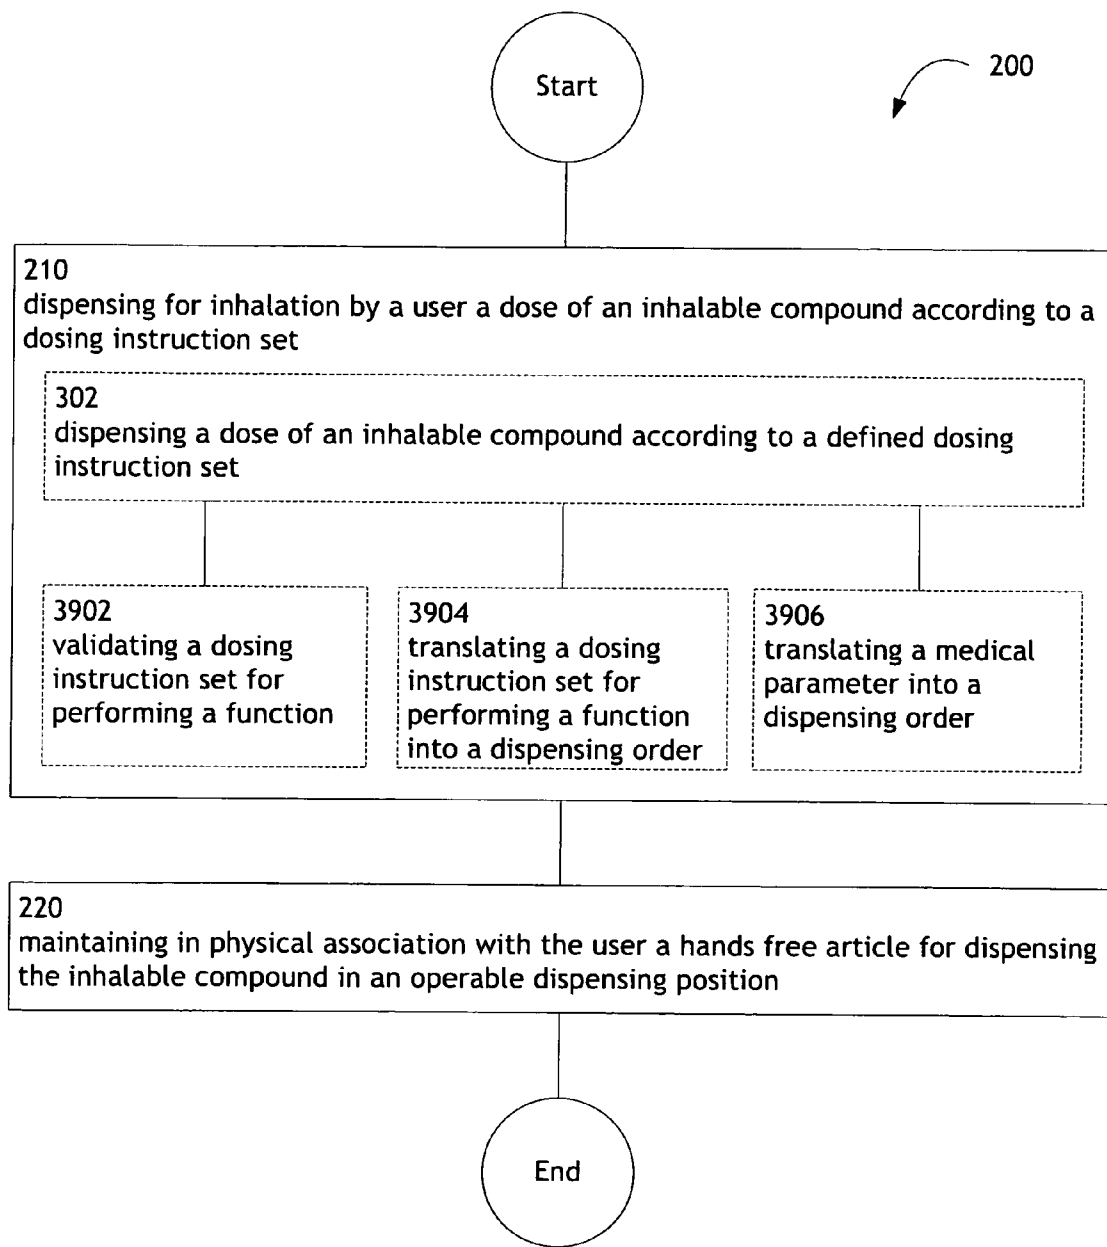 Start
200
210
dispensing for inhalation by a user a dose of an inhalable compound according to a
dosing instruction set
302
dispensing a dose of an inhalable compound according to a defined dosing
instruction set
3902
validating a dosing
instruction set for
performing a function
3904
translating a dosing
instruction set for
performing a function
into a dispensing order
3906
translating a medical
parameter into a
dispensing order
220
maintaining in physical association with the user a hands free article for dispensing
the inhalable compound in an operable dispensing position
End